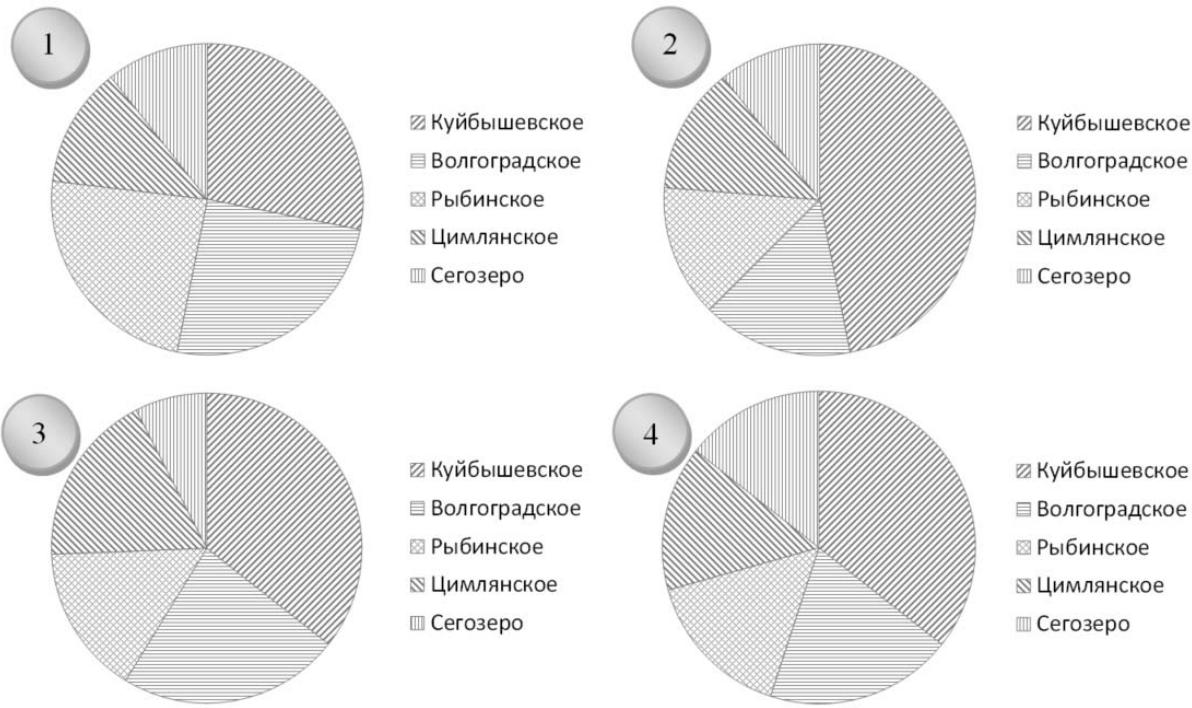 1
Куйбышевское
Волгоградское
Рыбинское
Цимлянское
Сегозеро
2
Куйбышевское
Волгоградское
Рыбинское
Цимлянское
Сегозеро
3
Куйбышевское
Волгоградское
Рыбинское
Цимлянское
Сегозеро
4
Куйбышевское
Волгоградское
Рыбинское
Цимлянское
Сегозеро